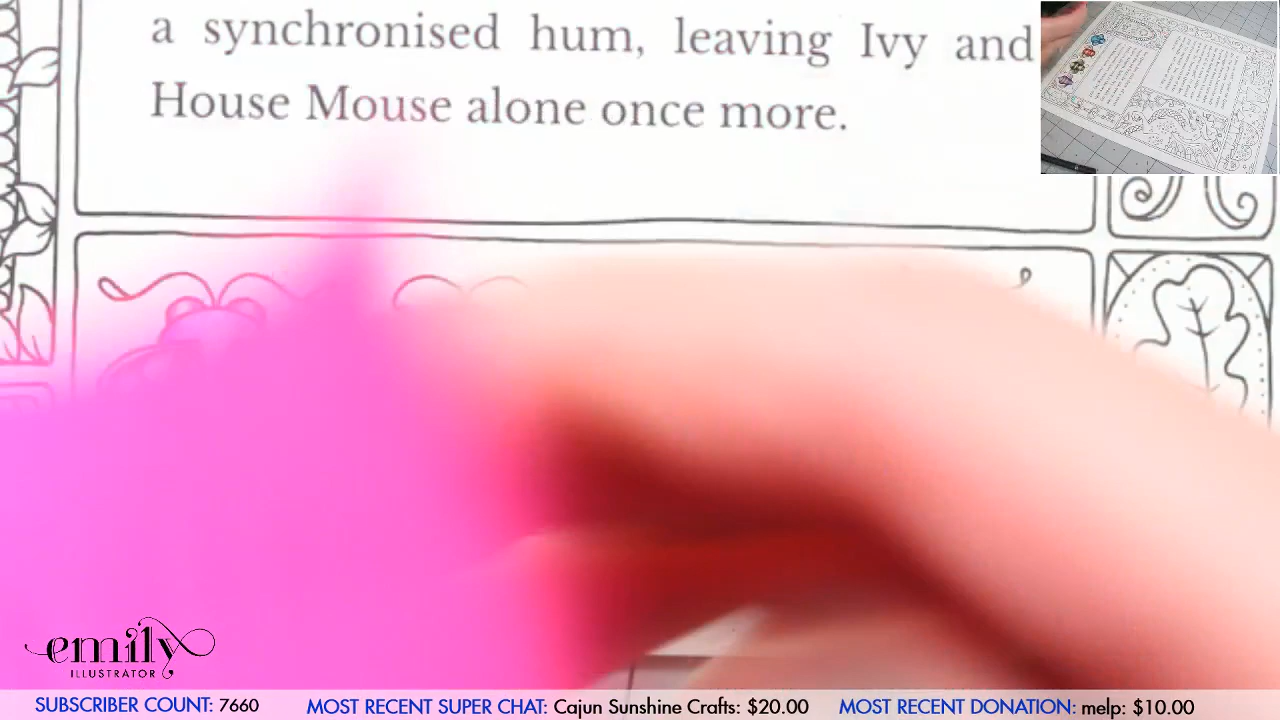 a synchronised hum, leaving Ivy and
House Mouse alone once more.
emily
ILLUSTRATOR
SUBSCRIBER COUNT: 7660
MOST RECENT SUPER CHAT: Cajun Sunshine Crafts: $20.00
MOST RECENT DONATION: melp: $10.00